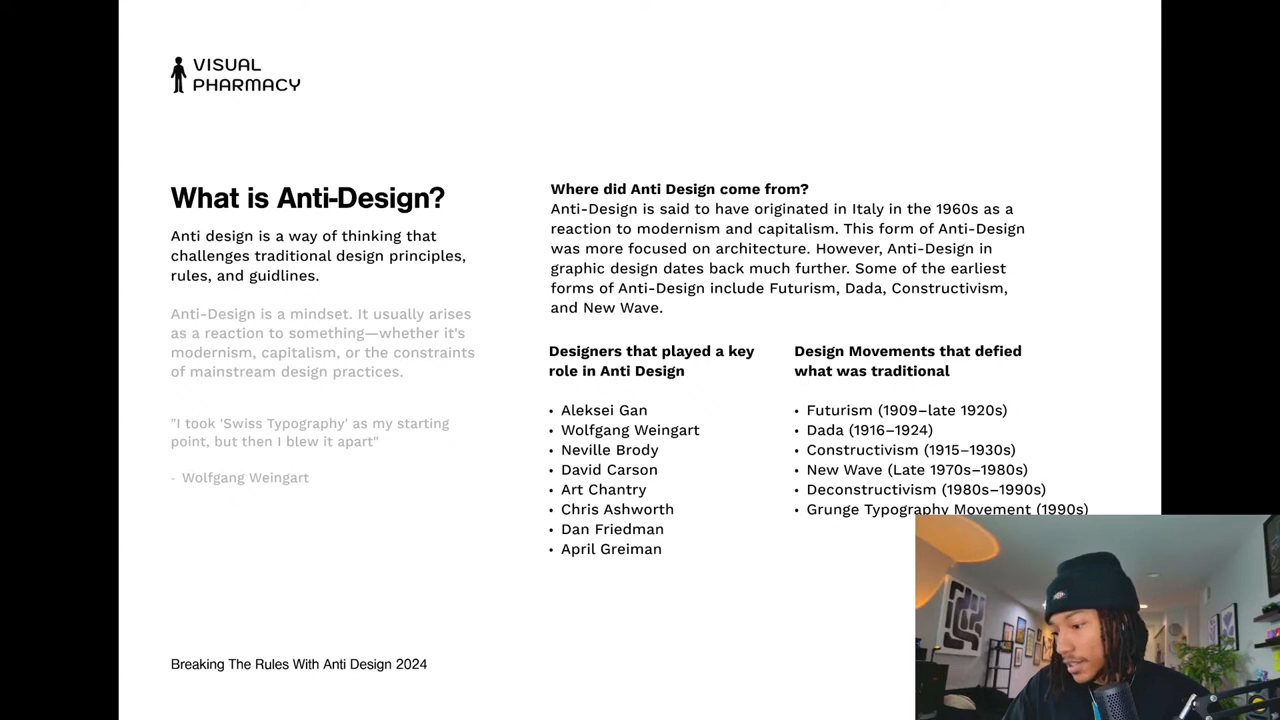 VISUAL
PHARMACY
What is Anti-Design?
Anti design is a way of thinking that
challenges traditional design principles,
rules, and guidlines.
Anti-Design is a mindset. It usually arises
as a reaction to something—whether it's
modernism, capitalism, or the constraints
of mainstream design practices.
"I took 'Swiss Typography' as my starting
point, but then I blew it apart"
- Wolfgang Weingart
Where did Anti Design come from?
Anti-Design is said to have originated in Italy in the 1960s as a
reaction to modernism and capitalism. This form of Anti-Design
was more focused on architecture. However, Anti-Design in
graphic design dates back much further. Some of the earliest
forms of Anti-Design include Futurism, Dada, Constructivism,
and New Wave.
Designers that played a key
role in Anti Design
• Aleksei Gan
• Wolfgang Weingart
• Neville Brody
• David Carson
• Art Chantry
• Chris Ashworth
• Dan Friedman
• April Greiman
Design Movements that defied
what was traditional
• Futurism (1909–late 1920s)
• Dada (1916–1924)
• Constructivism (1915–1930s)
• New Wave (Late 1970s–1980s)
• Deconstructivism (1980s–1990s)
• Grunge Typography Movement (1990s)
Breaking The Rules With Anti Design 2024